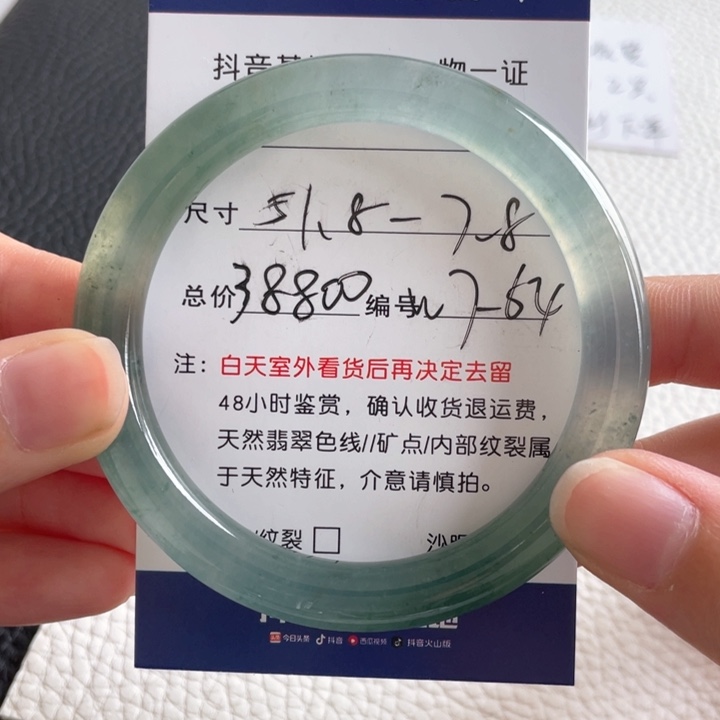 抖音 物一证
尺寸 51.8-7.8
总价 38800 编号 7-54
注：白天室外看货后再决定去留
48小时鉴赏，确认收货退运费，
天然翡翠色线//矿点/内部纹裂属
于天然特征，介意请慎拍。
/纹裂 □
今日头条 抖音 西瓜视频 抖音火山版